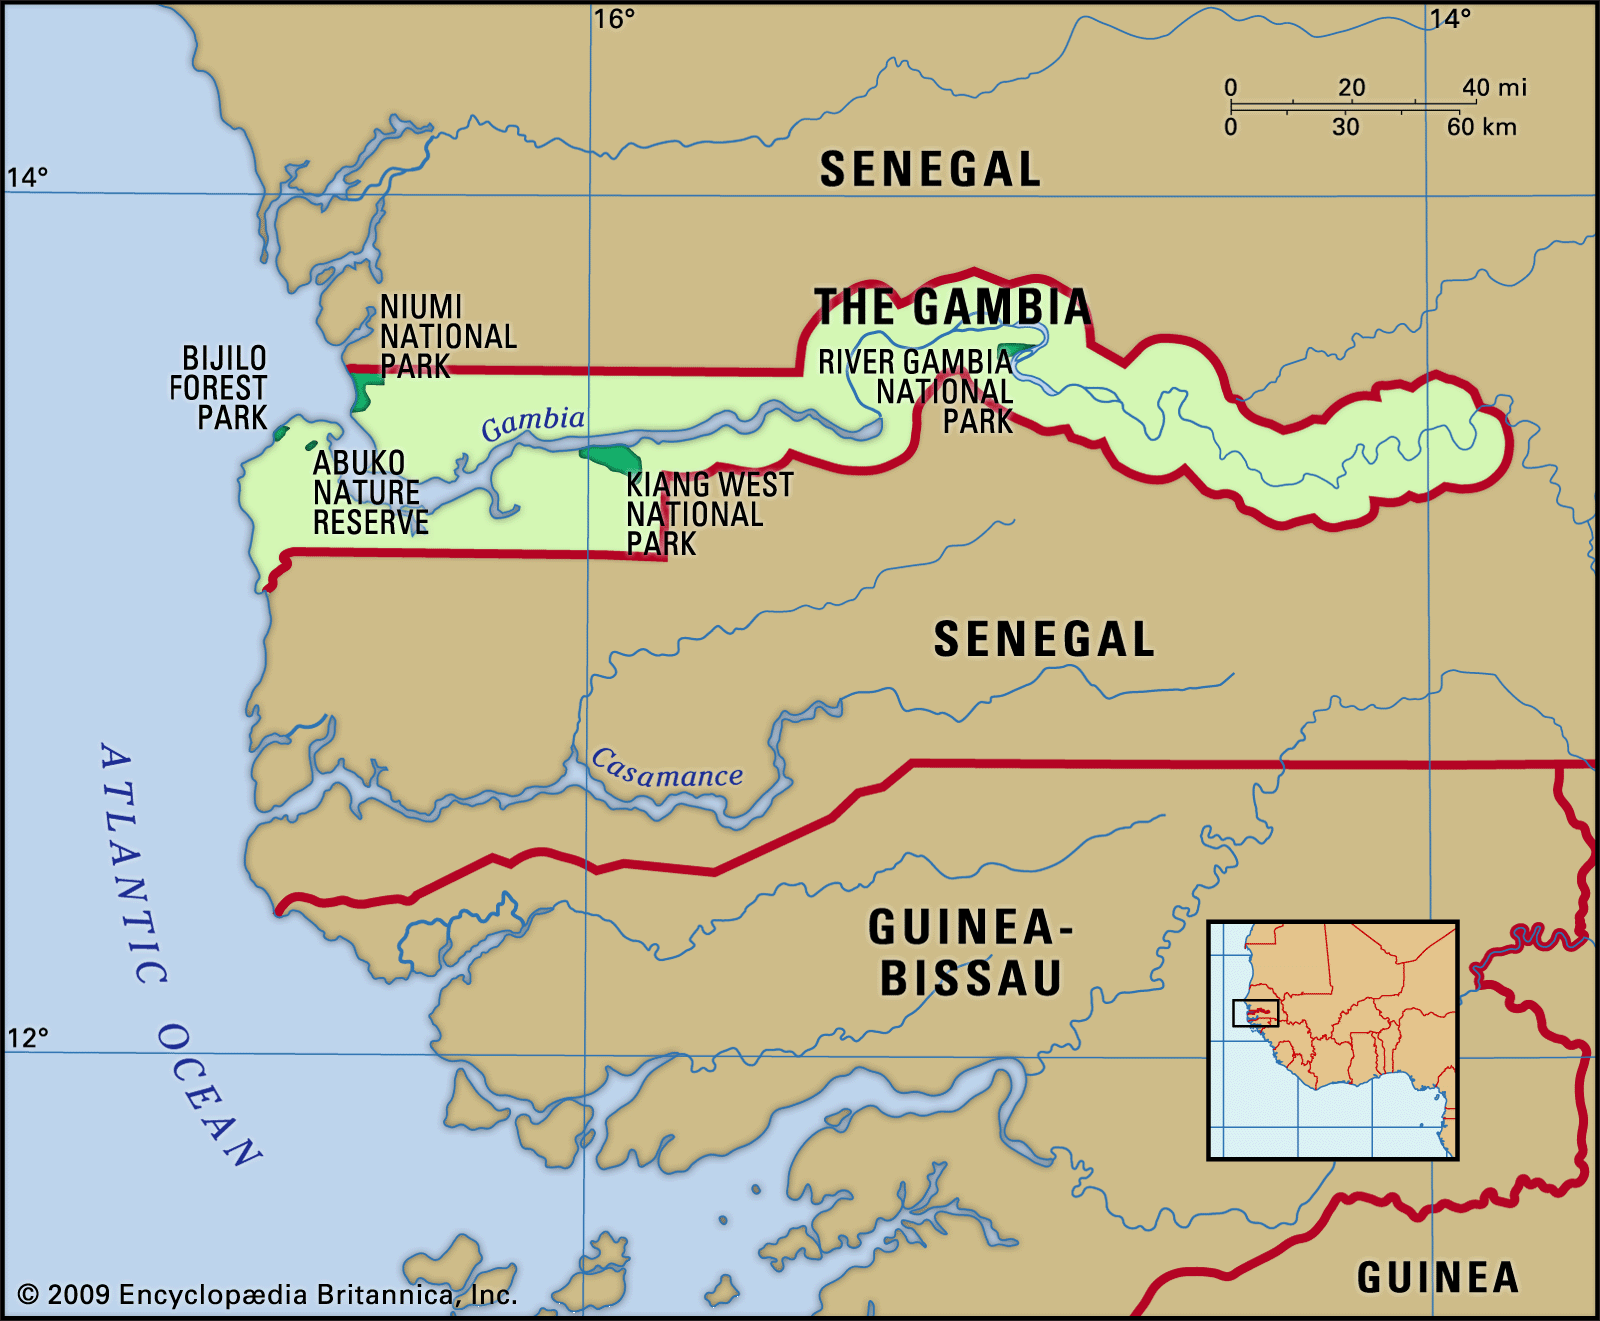 16°
14°
0 20 40 mi
0 30 60 km
SENEGAL
14°
NIUMI
NATIONAL
PARK
THE GAMBIA
BIJILO
FOREST
PARK
RIVER GAMBIA
NATIONAL
PARK
Gambia
ABUKO
NATURE
RESERVE
KIANG WEST
NATIONAL
PARK
SENEGAL
Casamance
ATLANTIC OCEAN
GUINEA-
BISSAU
12°
GUINEA
© 2009 Encyclopædia Britannica, Inc.